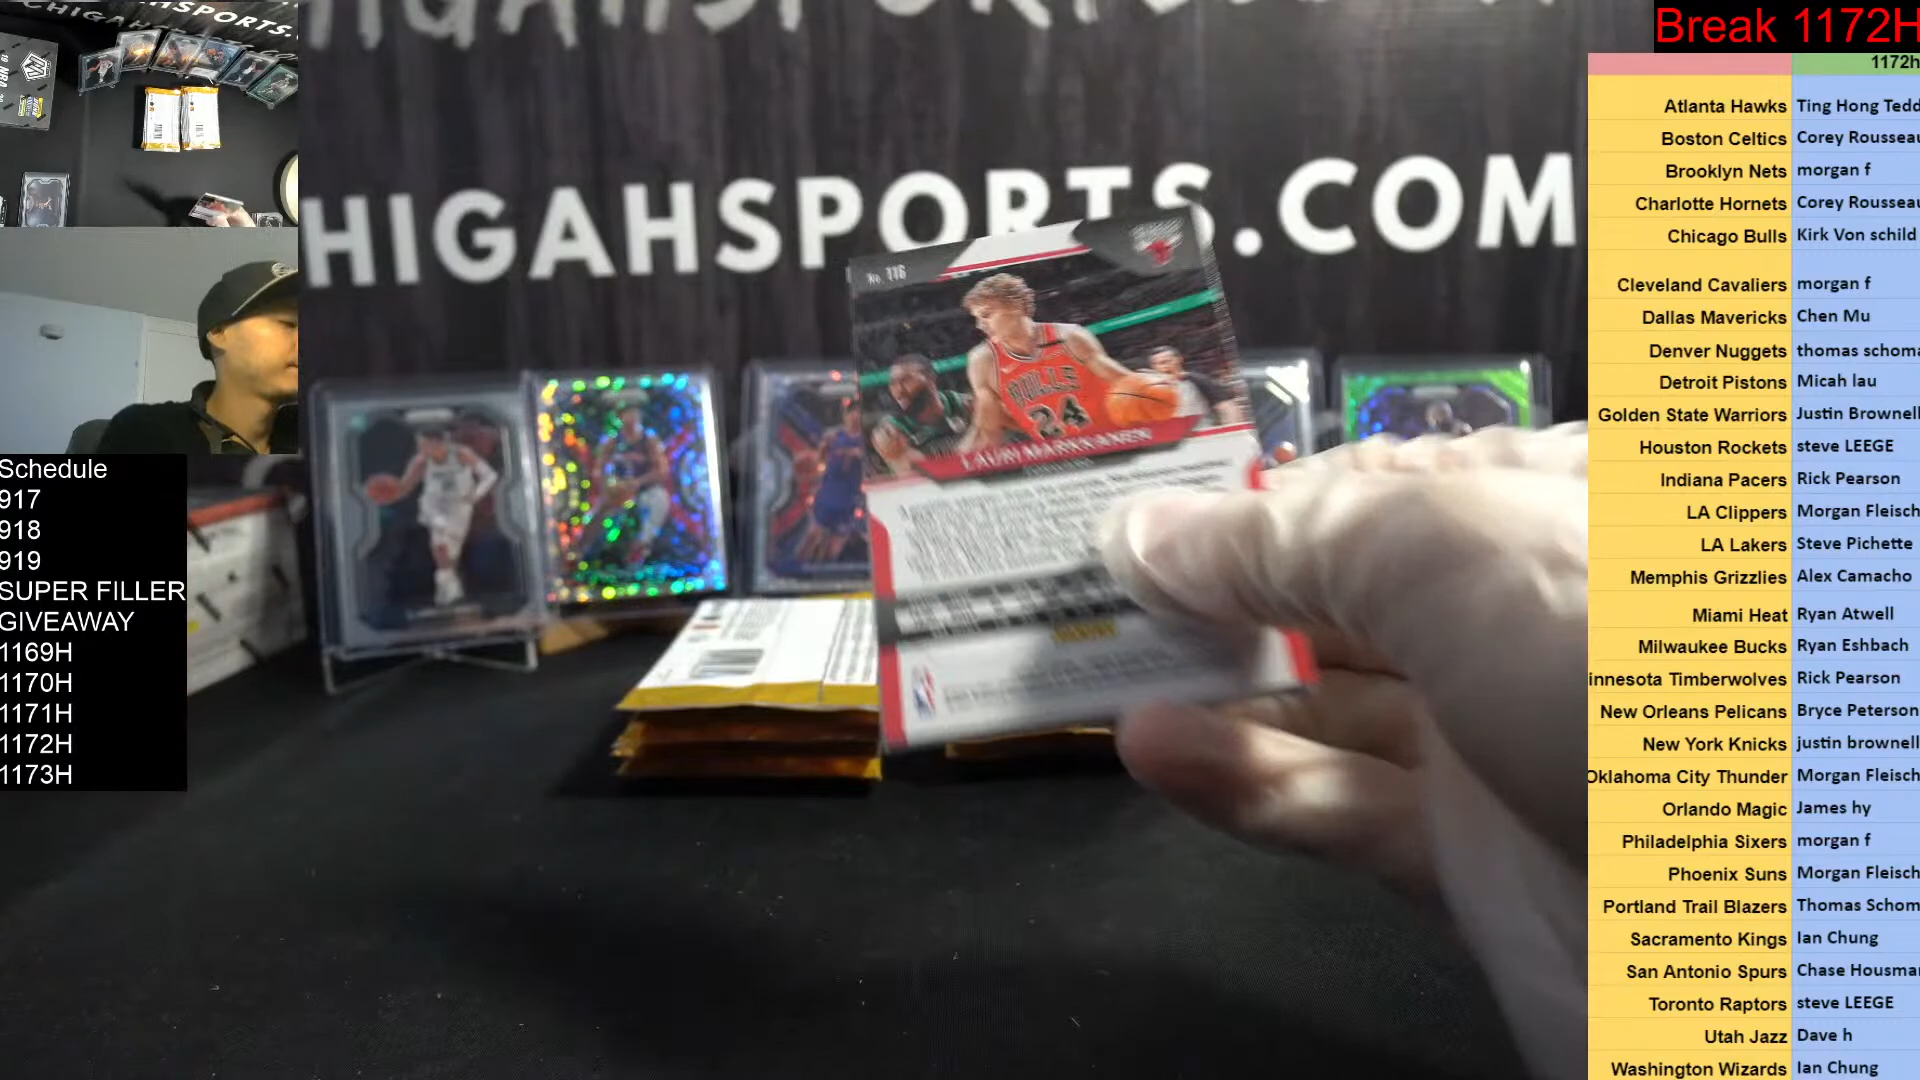 CHIGAHSPORTS.
HIGAHSPORTS.COM
Break 1172H
1172h
Atlanta Hawks Ting Hong Tedd
Boston Celtics Corey Rousseau
Brooklyn Nets morgan f
Charlotte Hornets Corey Rousseau
Chicago Bulls Kirk Von schild
Cleveland Cavaliers morgan f
Dallas Mavericks Chen Mu
Denver Nuggets thomas schoma
Detroit Pistons Micah lau
Golden State Warriors Justin Brownell
Houston Rockets steve LEEGE
Indiana Pacers Rick Pearson
LA Clippers Morgan Fleisch
LA Lakers Steve Pichette
Memphis Grizzlies Alex Camacho
Miami Heat Ryan Atwell
Milwaukee Bucks Ryan Eshbach
innesota Timberwolves Rick Pearson
New Orleans Pelicans Bryce Peterson
New York Knicks justin brownell
Oklahoma City Thunder Morgan Fleisch
Orlando Magic James hy
Philadelphia Sixers morgan f
Phoenix Suns Morgan Fleisch
Portland Trail Blazers Thomas Schom
Sacramento Kings Ian Chung
San Antonio Spurs Chase Housmar
Toronto Raptors steve LEEGE
Utah Jazz Dave h
Washington Wizards Ian Chung
No. 116
BULLS
24
LAURI MARKKANEN
Schedule
917
918
919
SUPER FILLER
GIVEAWAY
1169H
1170H
1171H
1172H
1173H